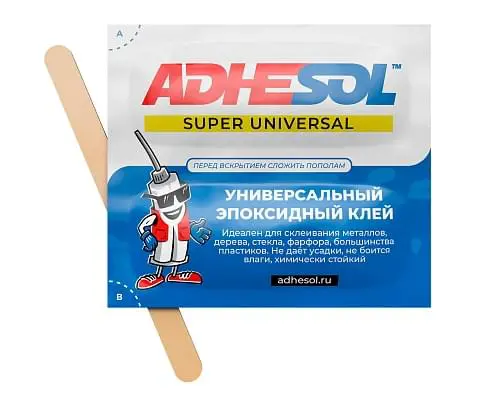 A
ADHESOL™
SUPER UNIVERSAL
ПЕРЕД ВСКРЫТИЕМ СЛОЖИТЬ ПОПОЛАМ
УНИВЕРСАЛЬНЫЙ
ЭПОКСИДНЫЙ КЛЕЙ
Идеален для склеивания металлов,
дерева, стекла, фарфора, большинства
пластиков. Не даёт усадки, не боится
влаги, химически стойкий
B
adhesol.ru